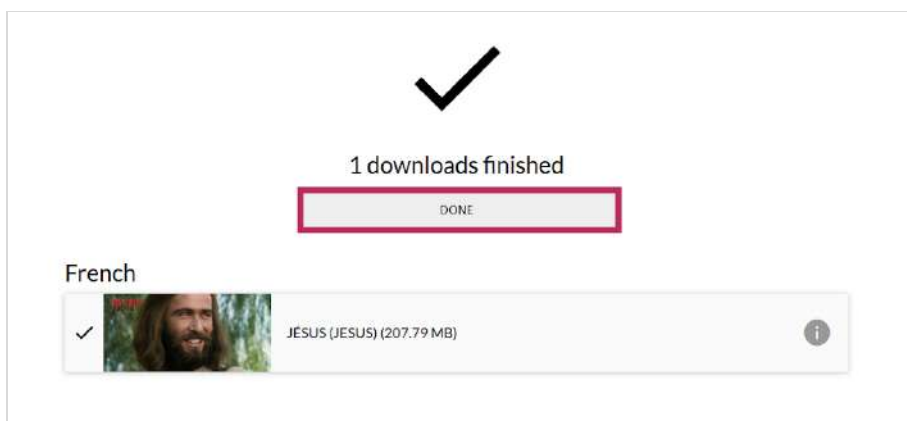 1 downloads finished
DONE
French
JÉSUS (JESUS) (207.79 MB)